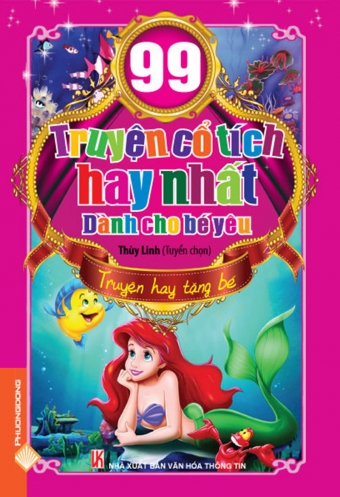 99
Truyện cổ tích
hay nhất
Dành cho bé yêu
Thùy Linh (Tuyển chọn)
Truyện hay tặng bé
PHUONGDONG
NHÀ XUẤT BẢN VĂN HÓA THÔNG TIN